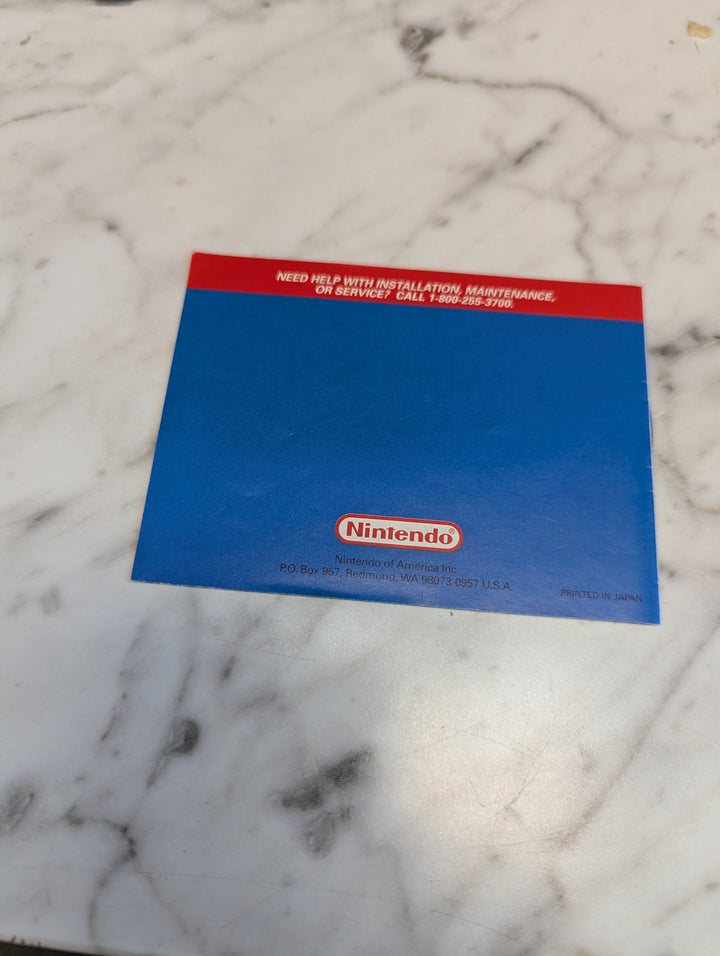 NEED HELP WITH INSTALLATION, MAINTENANCE,
OR SERVICE? CALL 1-800-255-3700.
Nintendo®
Nintendo of America Inc.
P.O. Box 957, Redmond, WA 98073-0957 U.S.A.
PRINTED IN JAPAN